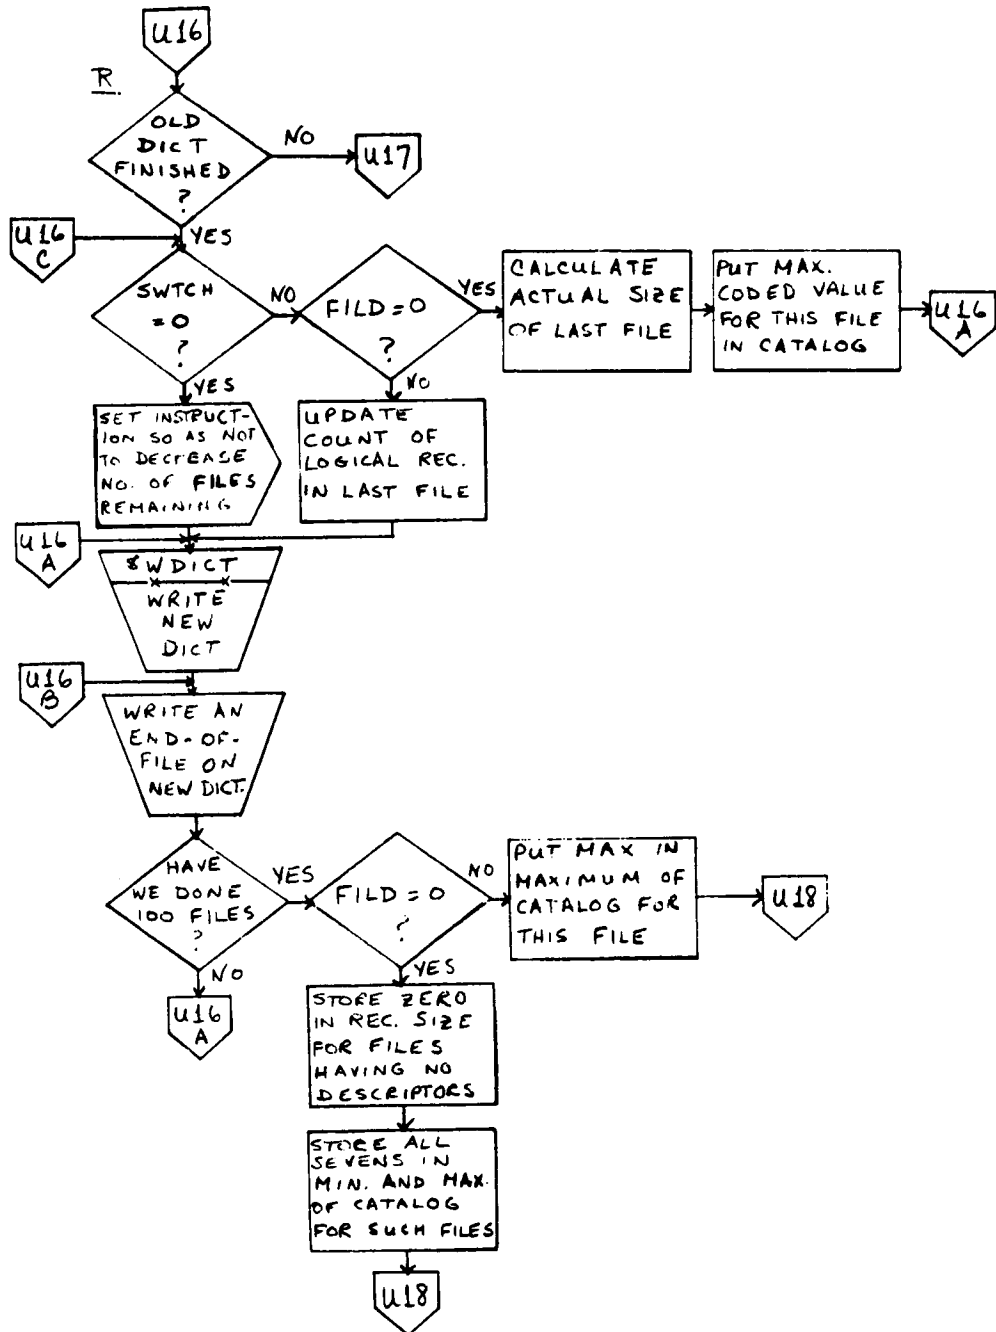 U16
R.
OLD
DICT
FINISHED
?
NO
U17
YES
U16
C
SWTCH
=0
?
NO
FILD=0
?
YES
CALCULATE
ACTUAL SIZE
OF LAST FILE
PUT MAX.
CODED VALUE
FOR THIS FILE
IN CATALOG
U16
A
YES
NO
SET INSTRUCT-
ION SO AS NOT
TO DECREASE
NO. OF FILES
REMAINING
UPDATE
COUNT OF
LOGICAL REC.
IN LAST FILE
U16
A
WDICT
WRITE
NEW
DICT
U16
B
WRITE AN
END-OF-
FILE ON
NEW DICT.
HAVE
WE DONE
100 FILES
?
YES
FILD=0
?
NO
PUT MAX IN
MAXIMUM OF
CATALOG FOR
THIS FILE
U18
NO
U16
A
YES
STORE ZERO
IN REC. SIZE
FOR FILES
HAVING NO
DESCRIPTORS
STORE ALL
SEVENS IN
MIN. AND MAX.
OF CATALOG
FOR SUCH FILES
U18